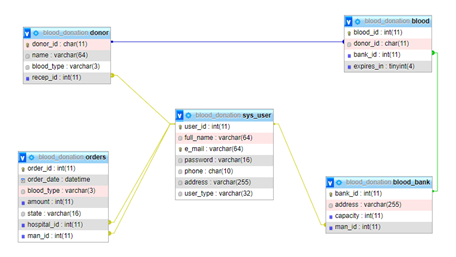 blood_donation donor
donor_id : char(11)
name : varchar(64)
blood_type : varchar(3)
recep_id : int(11)
blood_donation blood
blood_id : int(11)
donor_id : char(11)
bank_id : int(11)
expires_in : tinyint(4)
blood_donation sys_user
user_id : int(11)
full_name : varchar(64)
e_mail : varchar(64)
password : varchar(16)
phone : char(10)
address : varchar(255)
user_type : varchar(32)
blood_donation orders
order_id : int(11)
order_date : datetime
blood_type : varchar(3)
amount : int(11)
state : varchar(16)
hospital_id : int(11)
man_id : int(11)
blood_donation blood_bank
bank_id : int(11)
address : varchar(255)
capacity : int(11)
man_id : int(11)